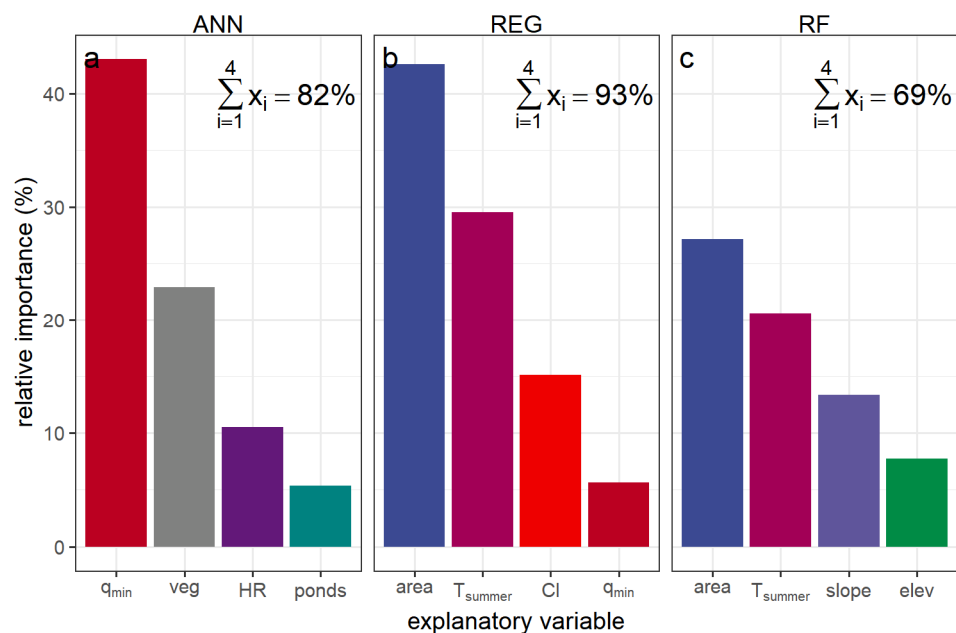 ANN
REG
RF
a
b
c
4
∑ xᵢ = 82%
i=1
4
∑ xᵢ = 93%
i=1
4
∑ xᵢ = 69%
i=1
relative importance (%)
40
30
20
10
0
qmin veg HR ponds
area Tsummer CI qmin
area Tsummer slope elev
explanatory variable